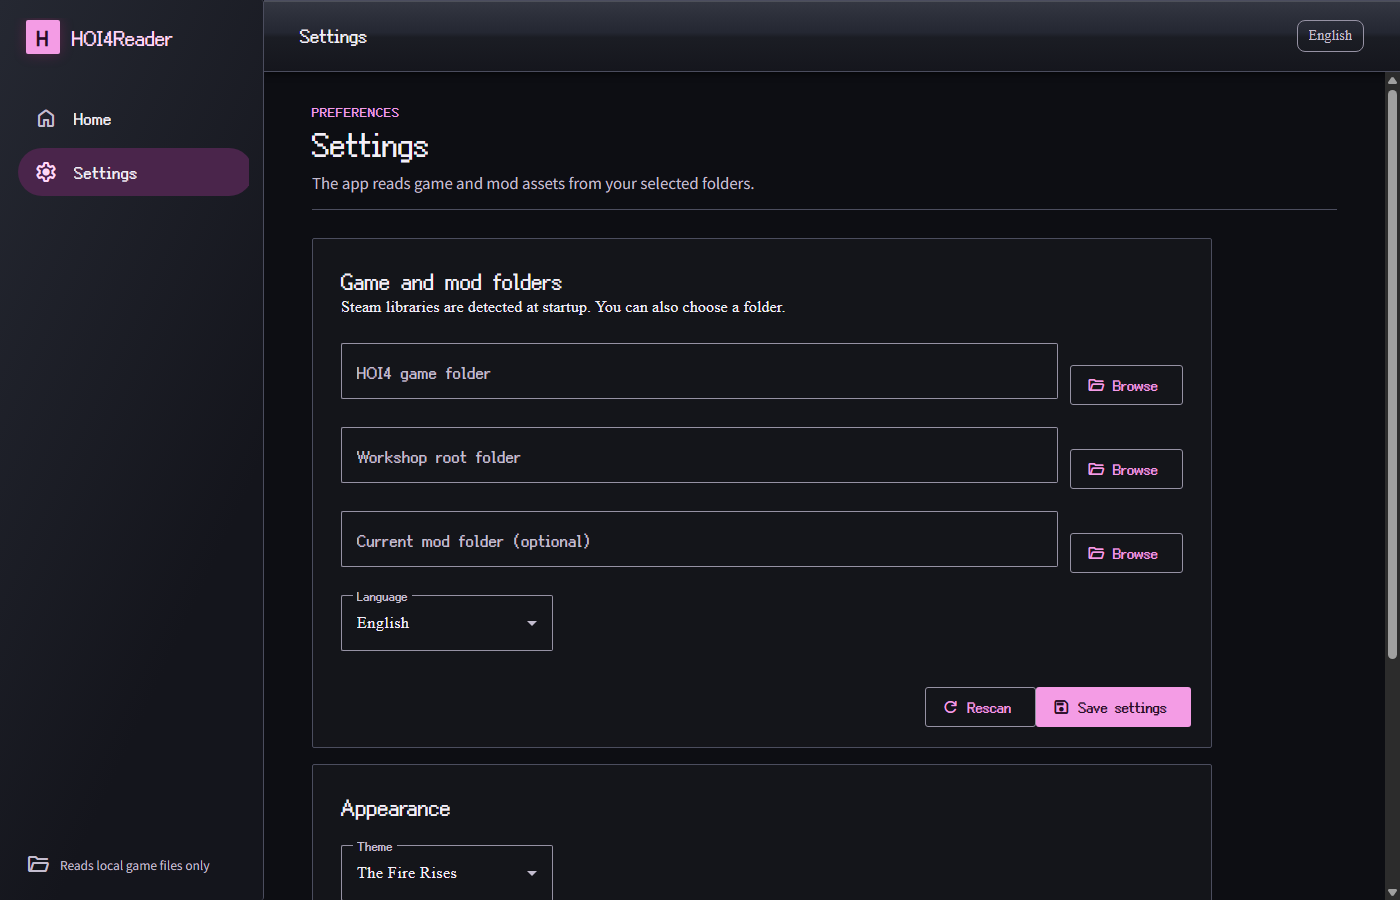 H HOI4Reader
Home
Settings
Reads local game files only
Settings
English
PREFERENCES
Settings
The app reads game and mod assets from your selected folders.
Game and mod folders
Steam libraries are detected at startup. You can also choose a folder.
HOI4 game folder
Browse
Workshop root folder
Browse
Current mod folder (optional)
Browse
Language
English
Rescan
Save settings
Appearance
Theme
The Fire Rises